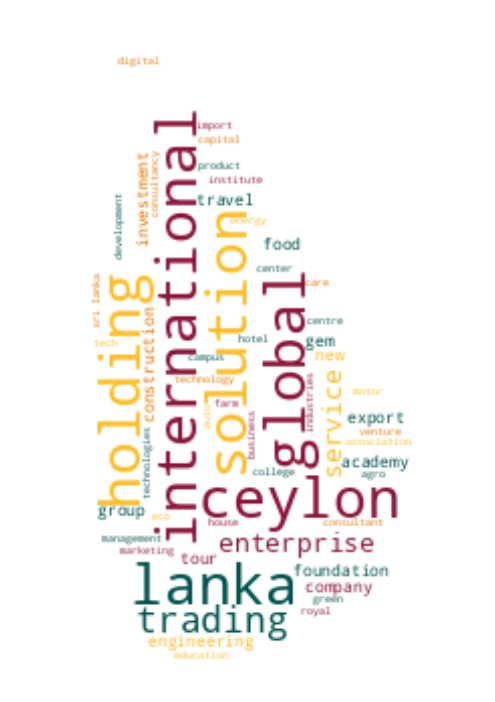 digital
import
capital
investment
consultancy
product
institute
international
development
travel
energy
food
solution
center
sri lanka
holding
global
care
construction
centre
tech
hotel
gem
campus
new
technology
industries
service
motor
farm
auto
business
export
technologies
venture
association
academy
college
agro
ceylon
group
eco
house
consultant
management
enterprise
marketing
tour
lanka
foundation
company
green
trading
royal
engineering
education